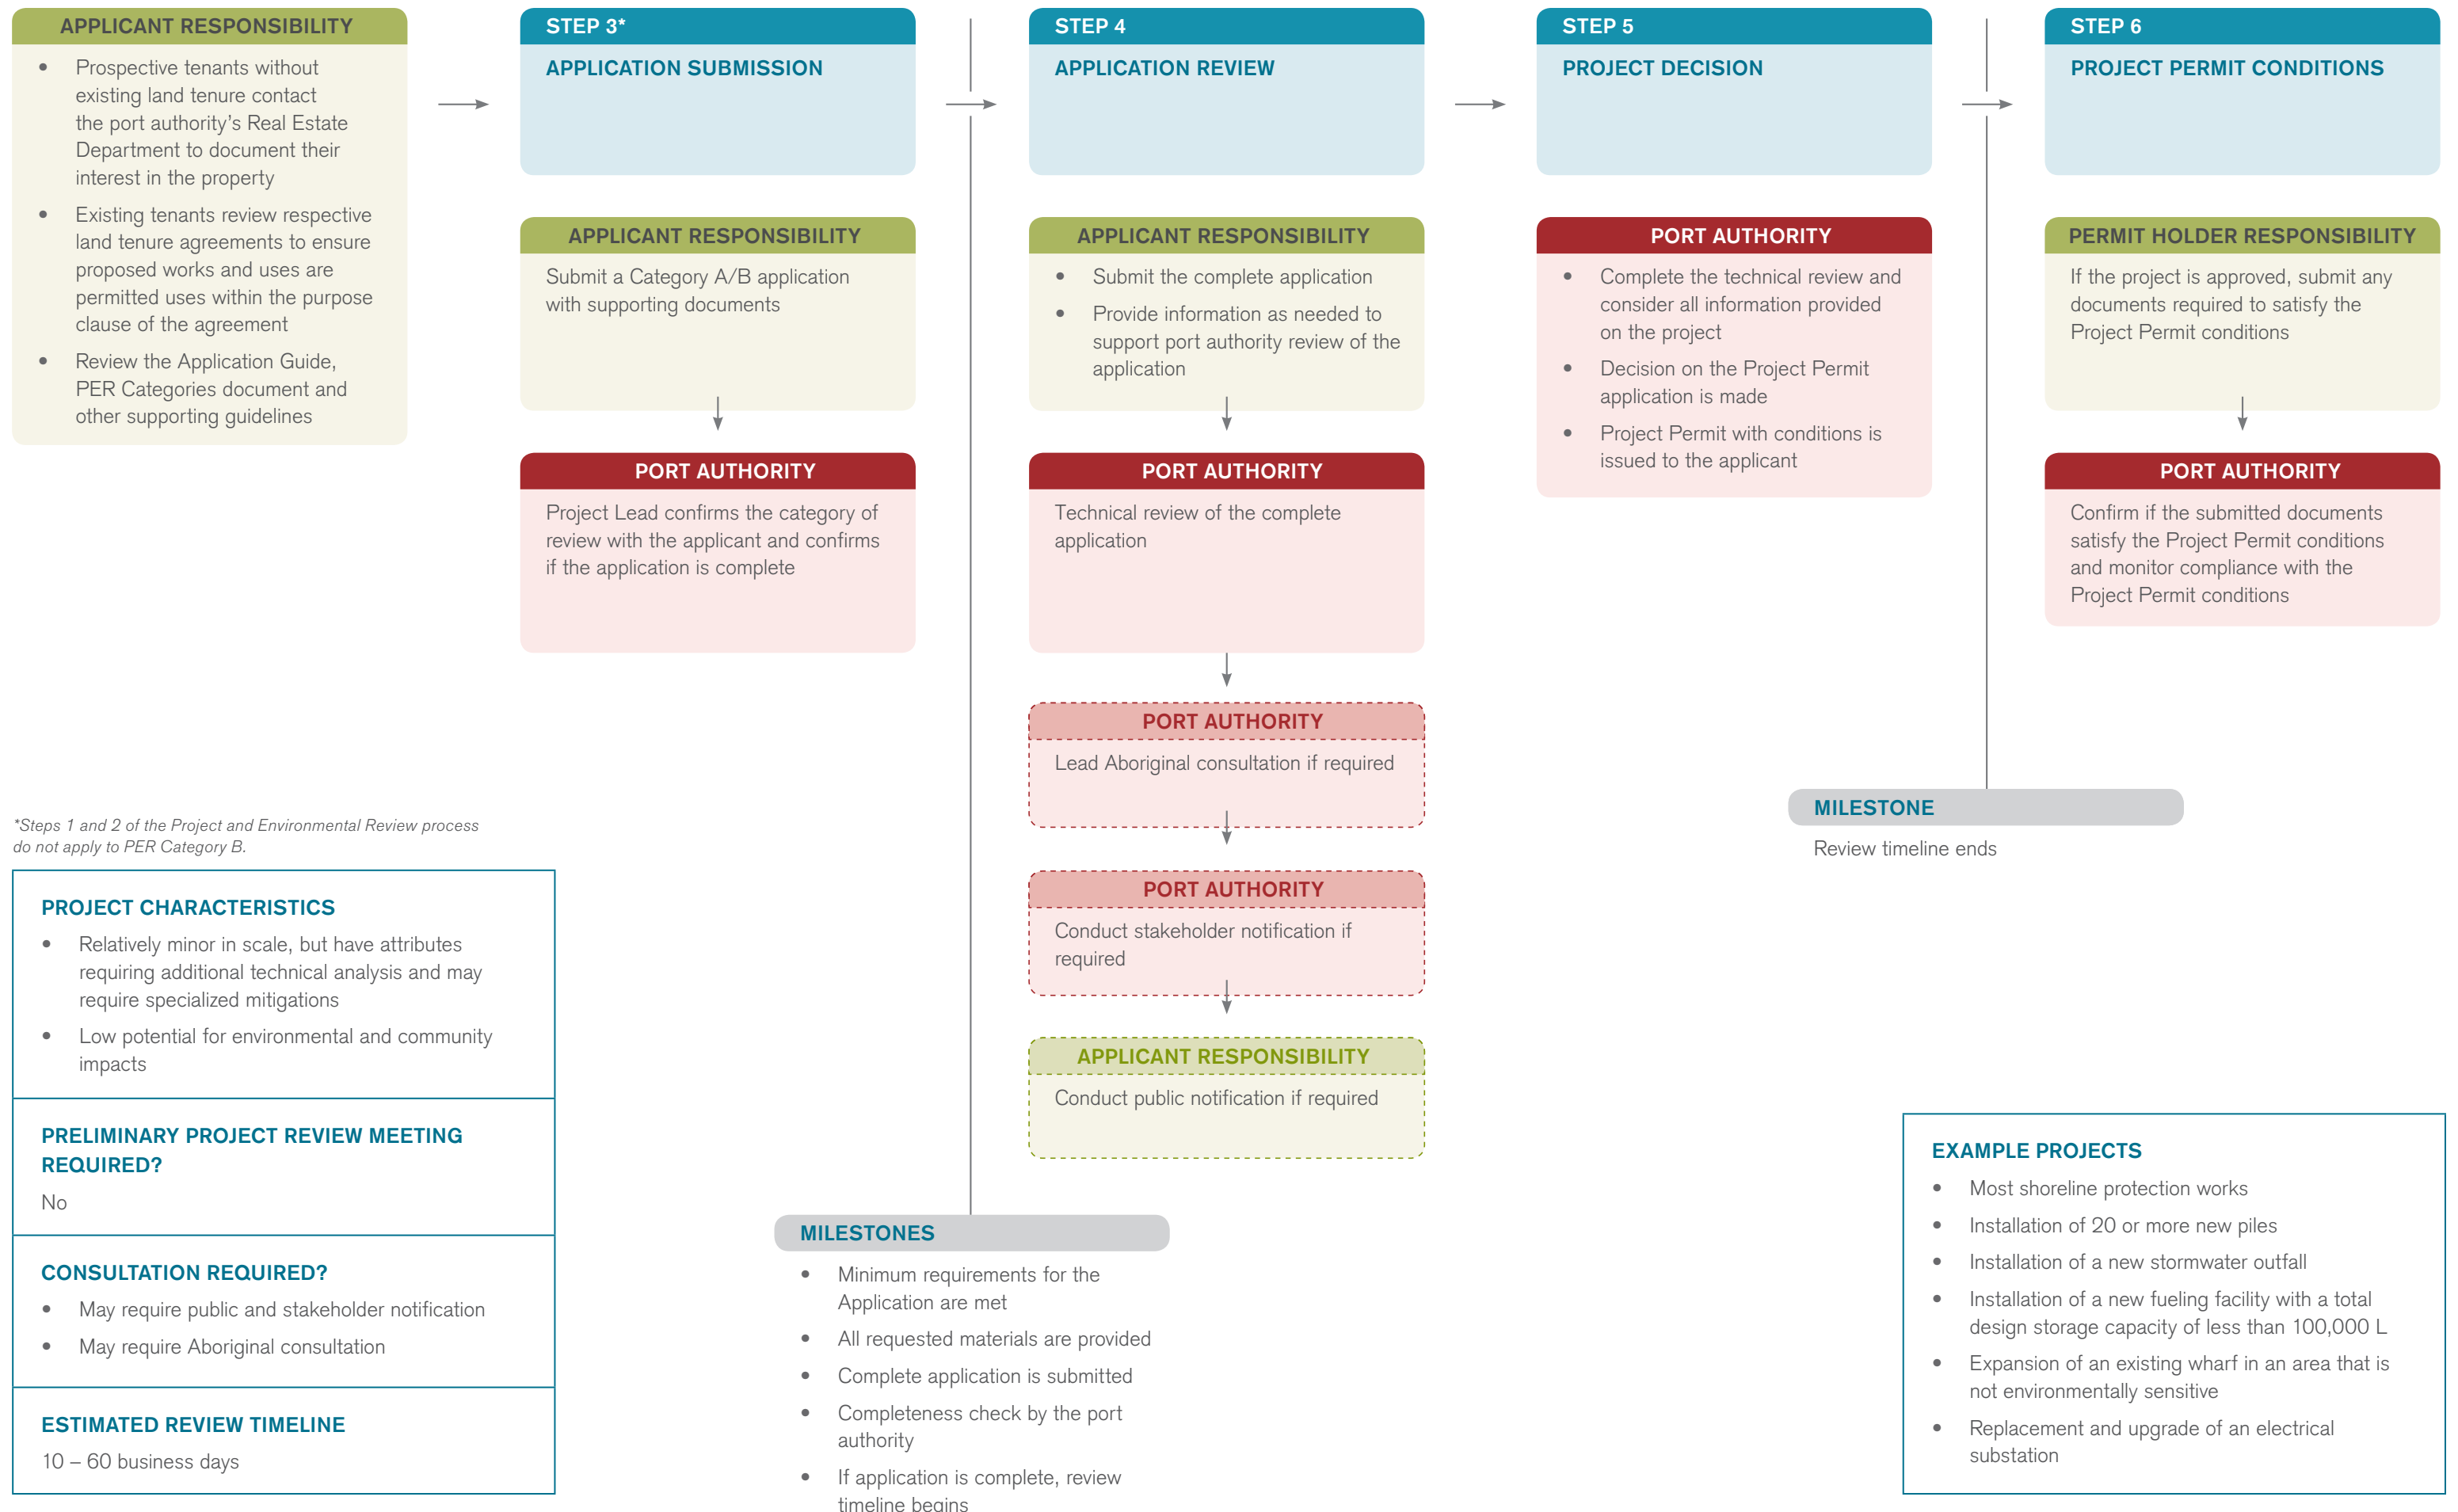 APPLICANT RESPONSIBILITY
• Prospective tenants without
existing land tenure contact
the port authority's Real Estate
Department to document their
interest in the property
• Existing tenants review respective
land tenure agreements to ensure
proposed works and uses are
permitted uses within the purpose
clause of the agreement
• Review the Application Guide,
PER Categories document and
other supporting guidelines
STEP 3*
APPLICATION SUBMISSION
APPLICANT RESPONSIBILITY
Submit a Category A/B application
with supporting documents
PORT AUTHORITY
Project Lead confirms the category of
review with the applicant and confirms
if the application is complete
STEP 4
APPLICATION REVIEW
APPLICANT RESPONSIBILITY
• Submit the complete application
• Provide information as needed to
support port authority review of the
application
PORT AUTHORITY
Technical review of the complete
application
PORT AUTHORITY
Lead Aboriginal consultation if required
PORT AUTHORITY
Conduct stakeholder notification if
required
APPLICANT RESPONSIBILITY
Conduct public notification if required
STEP 5
PROJECT DECISION
PORT AUTHORITY
• Complete the technical review and
consider all information provided
on the project
• Decision on the Project Permit
application is made
• Project Permit with conditions is
issued to the applicant
STEP 6
PROJECT PERMIT CONDITIONS
PERMIT HOLDER RESPONSIBILITY
If the project is approved, submit any
documents required to satisfy the
Project Permit conditions
PORT AUTHORITY
Confirm if the submitted documents
satisfy the Project Permit conditions
and monitor compliance with the
Project Permit conditions
MILESTONE
Review timeline ends
*Steps 1 and 2 of the Project and Environmental Review process
do not apply to PER Category B.
PROJECT CHARACTERISTICS
• Relatively minor in scale, but have attributes
requiring additional technical analysis and may
require specialized mitigations
• Low potential for environmental and community
impacts
PRELIMINARY PROJECT REVIEW MEETING
REQUIRED?
No
CONSULTATION REQUIRED?
• May require public and stakeholder notification
• May require Aboriginal consultation
ESTIMATED REVIEW TIMELINE
10 – 60 business days
MILESTONES
• Minimum requirements for the
Application are met
• All requested materials are provided
• Complete application is submitted
• Completeness check by the port
authority
• If application is complete, review
timeline begins
EXAMPLE PROJECTS
• Most shoreline protection works
• Installation of 20 or more new piles
• Installation of a new stormwater outfall
• Installation of a new fueling facility with a total
design storage capacity of less than 100,000 L
• Expansion of an existing wharf in an area that is
not environmentally sensitive
• Replacement and upgrade of an electrical
substation